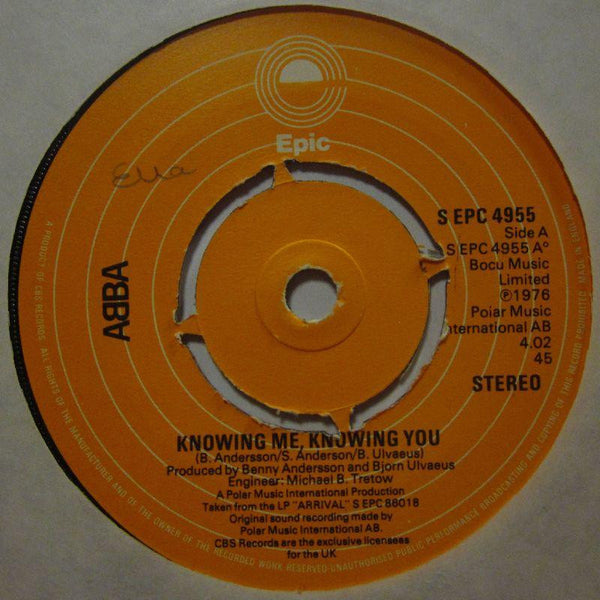 Epic
Ella
S EPC 4955
Side A
S EPC 4955 A°
Bocu Music
Limited
℗1976
Polar Music
International AB
4.02
45
STEREO
ABBA
KNOWING ME, KNOWING YOU
(B. Andersson/S. Anderson/B. Ulvaeus)
Produced by Benny Andersson and Bjorn Ulvaeus
Engineer: Michael B. Tretow
A Polar Music International Production
Taken from the LP "ARRIVAL" S EPC 86018
Original sound recording made by
Polar Music International AB.
CBS Records are the exclusive licensees
for the UK
A PRODUCT OF CBS RECORDS. ALL RIGHTS OF THE MANUFACTURER AND OF THE OWNER OF THE RECORDED WORK RESERVED-UNAUTHORISED PUBLIC PERFORMANCE BROADCASTING AND COPYING OF THIS RECORD PROHIBITED. MADE IN ENGLAND